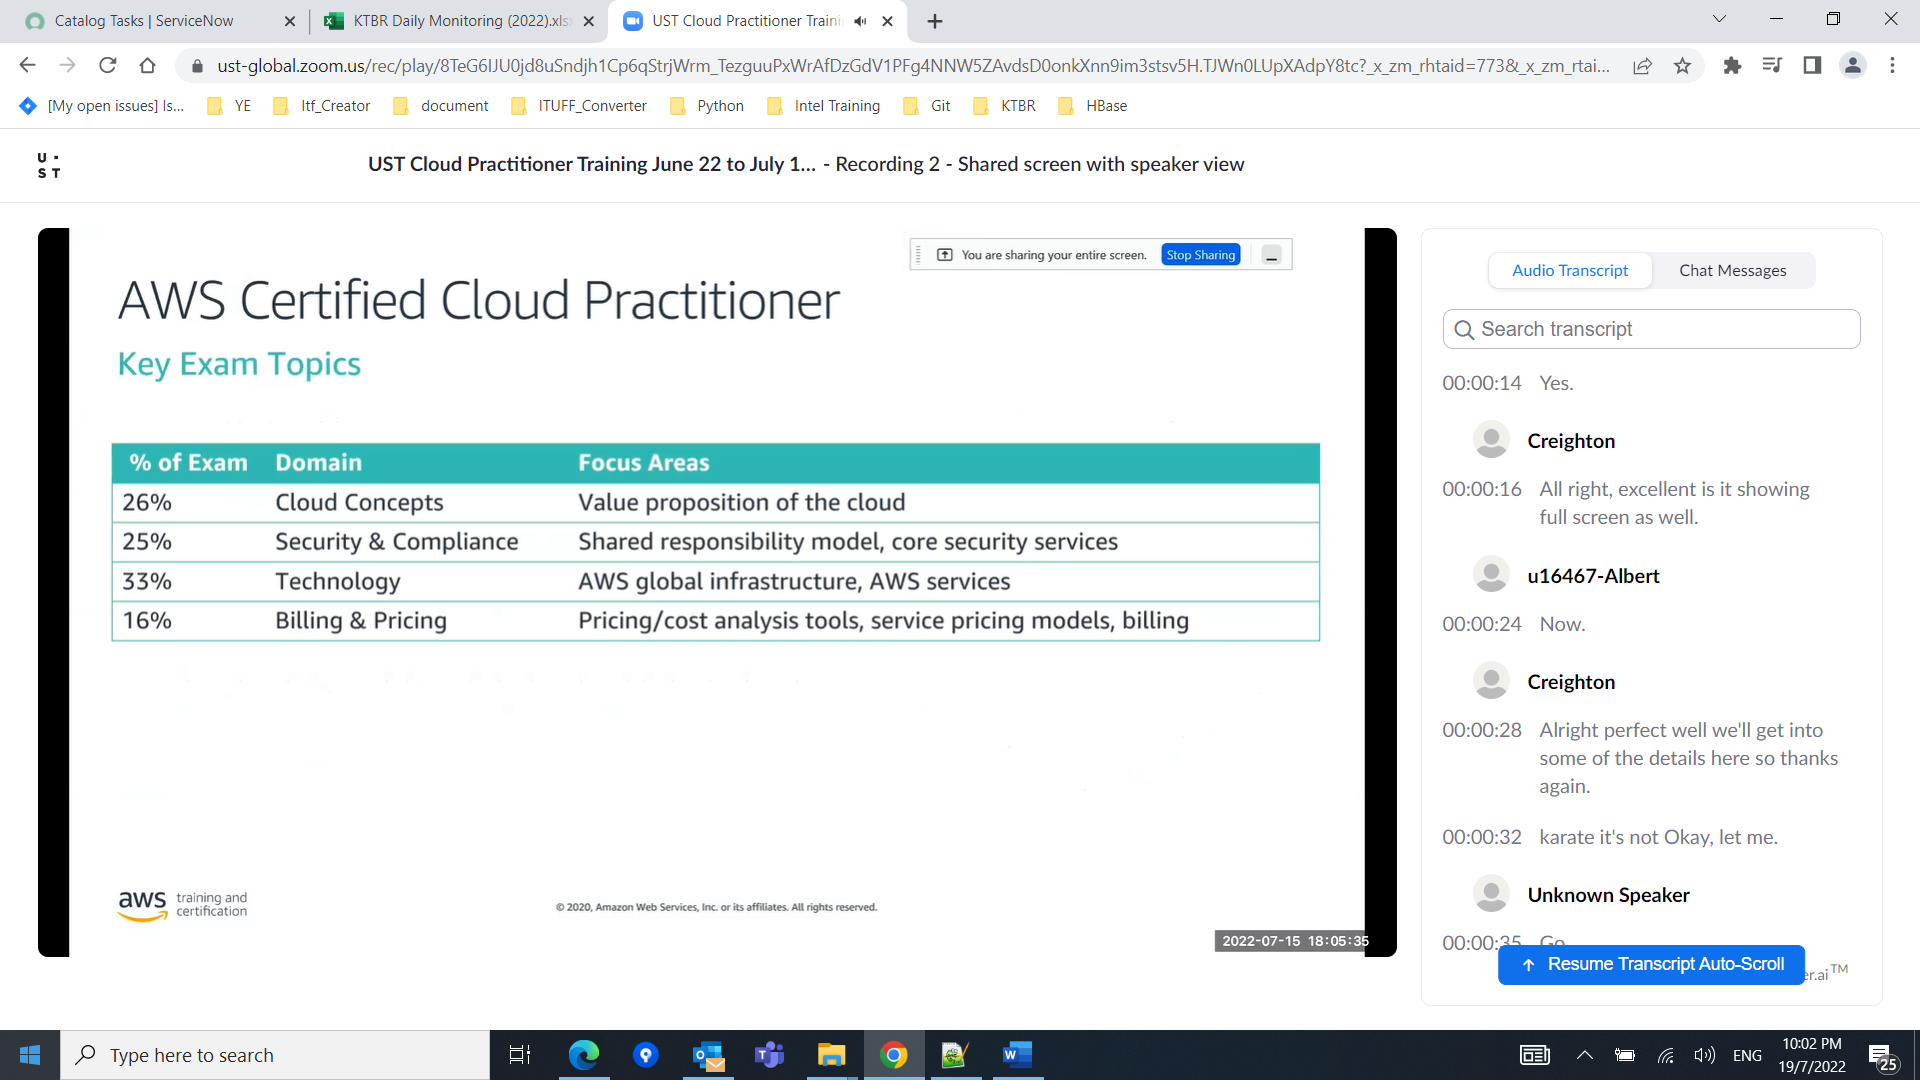 Catalog Tasks | ServiceNow
KTBR Daily Monitoring (2022).xls
UST Cloud Practitioner Traini
ust-global.zoom.us/rec/play/8TeG6IJU0jd8uSndjh1Cp6qStrjWrm_TezguuPxWrAfDzGdV1PFg4NNW5ZAvdsD0onkXnn9im3stsv5H.TJWn0LUpXAdpY8tc?_x_zm_rhtaid=773&_x_zm_rtai...
[My open issues] Is...
YE
Itf_Creator
document
ITUFF_Converter
Python
Intel Training
Git
KTBR
HBase
U ·
S T
UST Cloud Practitioner Training June 22 to July 1... - Recording 2 - Shared screen with speaker view
You are sharing your entire screen. Stop Sharing
AWS Certified Cloud Practitioner
Key Exam Topics
% of Exam Domain Focus Areas
26% Cloud Concepts Value proposition of the cloud
25% Security & Compliance Shared responsibility model, core security services
33% Technology AWS global infrastructure, AWS services
16% Billing & Pricing Pricing/cost analysis tools, service pricing models, billing
aws training and
certification
© 2020, Amazon Web Services, Inc. or its affiliates. All rights reserved.
2022-07-15 18:05:35
Audio Transcript
Chat Messages
Search transcript
00:00:14 Yes.
Creighton
00:00:16 All right, excellent is it showing
full screen as well.
u16467-Albert
00:00:24 Now.
Creighton
00:00:28 Alright perfect well we'll get into
some of the details here so thanks
again.
00:00:32 karate it's not Okay, let me.
Unknown Speaker
00:00:35 Go
Resume Transcript Auto-Scroll
er.ai™
Type here to search
ENG
10:02 PM
19/7/2022
25